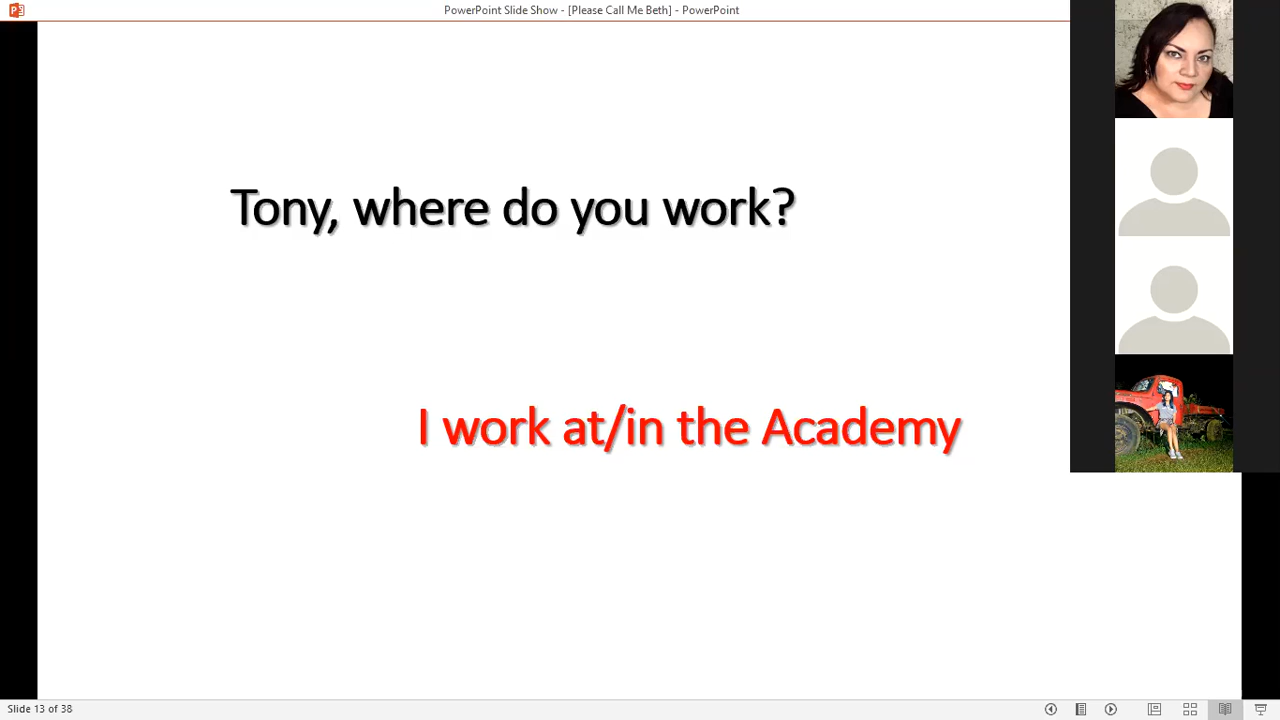 PowerPoint Slide Show - [Please Call Me Beth] - PowerPoint
Tony, where do you work?
I work at/in the Academy
Slide 13 of 38